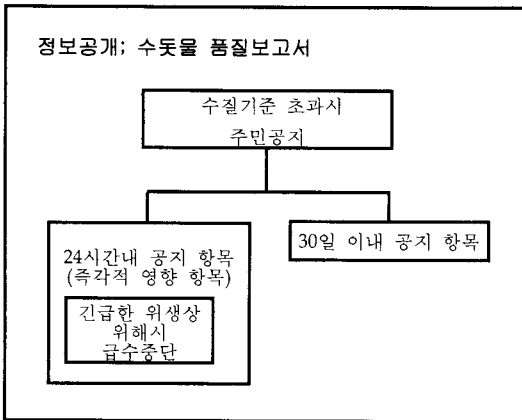 정보공개; 수돗물 품질보고서
수질기준 초과시
주민공지
24시간내 공지 항목
(즉각적 영향 항목)
긴급한 위생상
위해시
급수중단
30일 이내 공지 항목